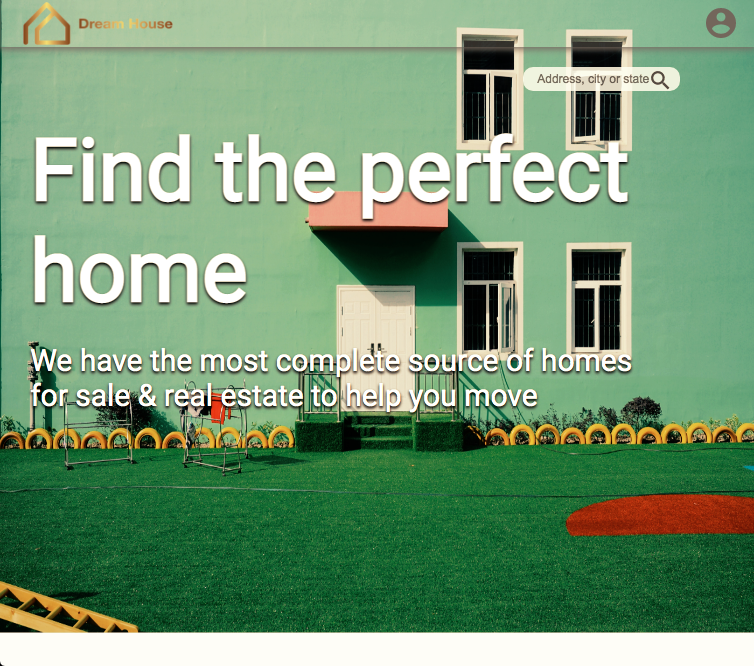 Dream House
Address, city or state
Find the perfect
home
We have the most complete source of homes
for sale & real estate to help you move